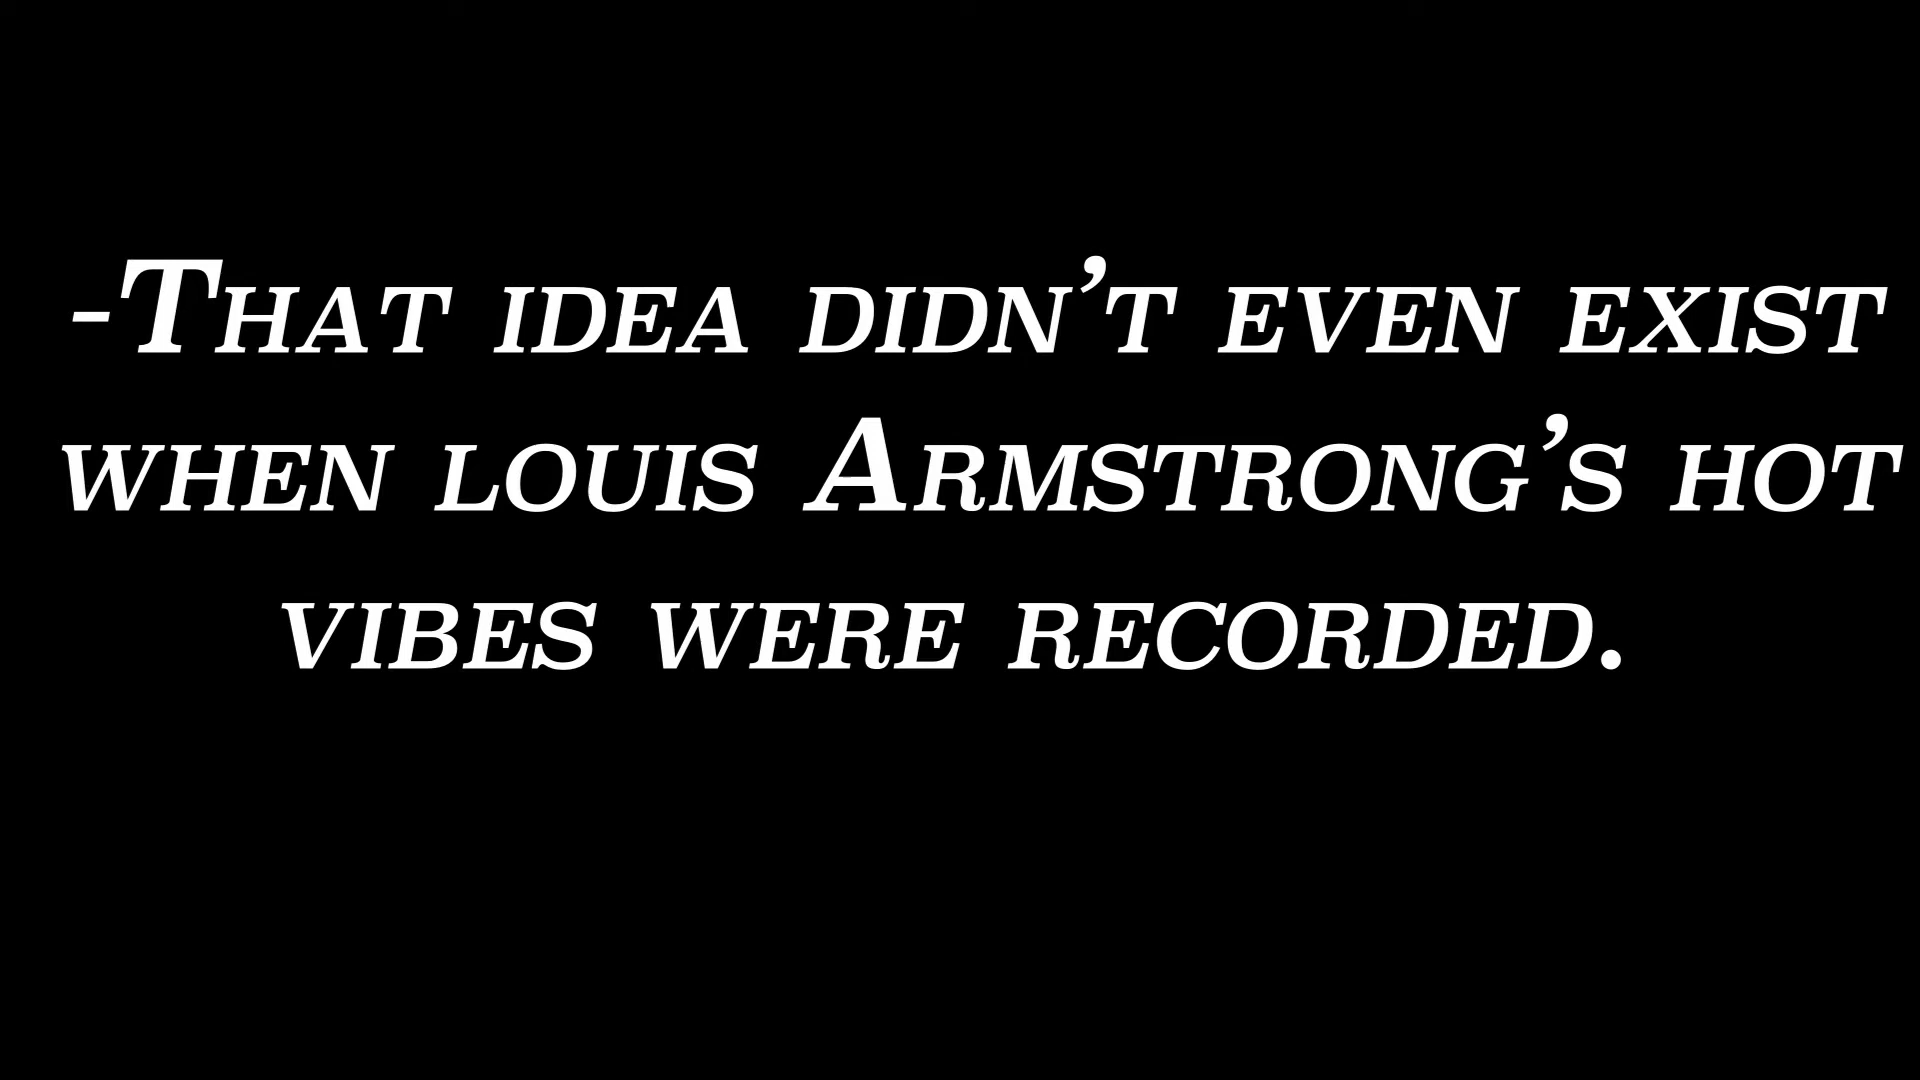 -That idea didn’t even exist
when louis Armstrong’s hot
vibes were recorded.